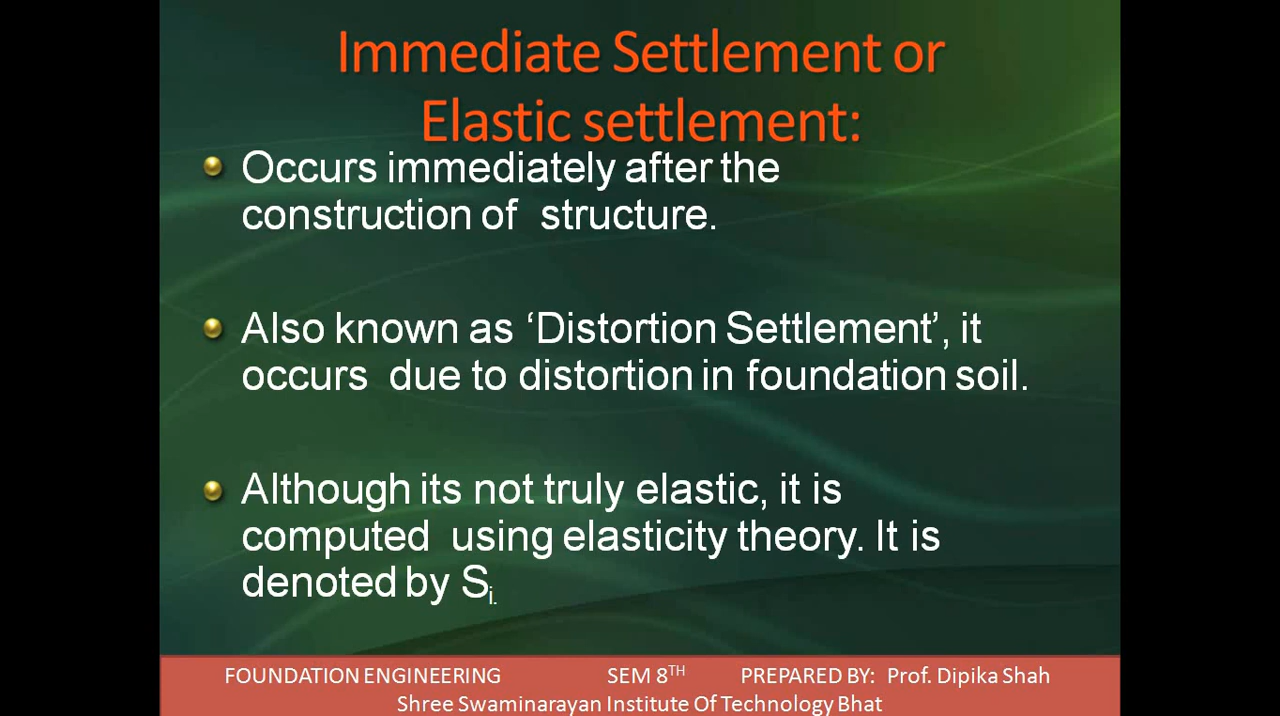 Immediate Settlement or
Elastic settlement:
Occurs immediately after the
construction of structure.
Also known as ‘Distortion Settlement’, it
occurs due to distortion in foundation soil.
Although its not truly elastic, it is
computed using elasticity theory. It is
denoted by Si.
FOUNDATION ENGINEERING SEM 8TH PREPARED BY: Prof. Dipika Shah
Shree Swaminarayan Institute Of Technology Bhat